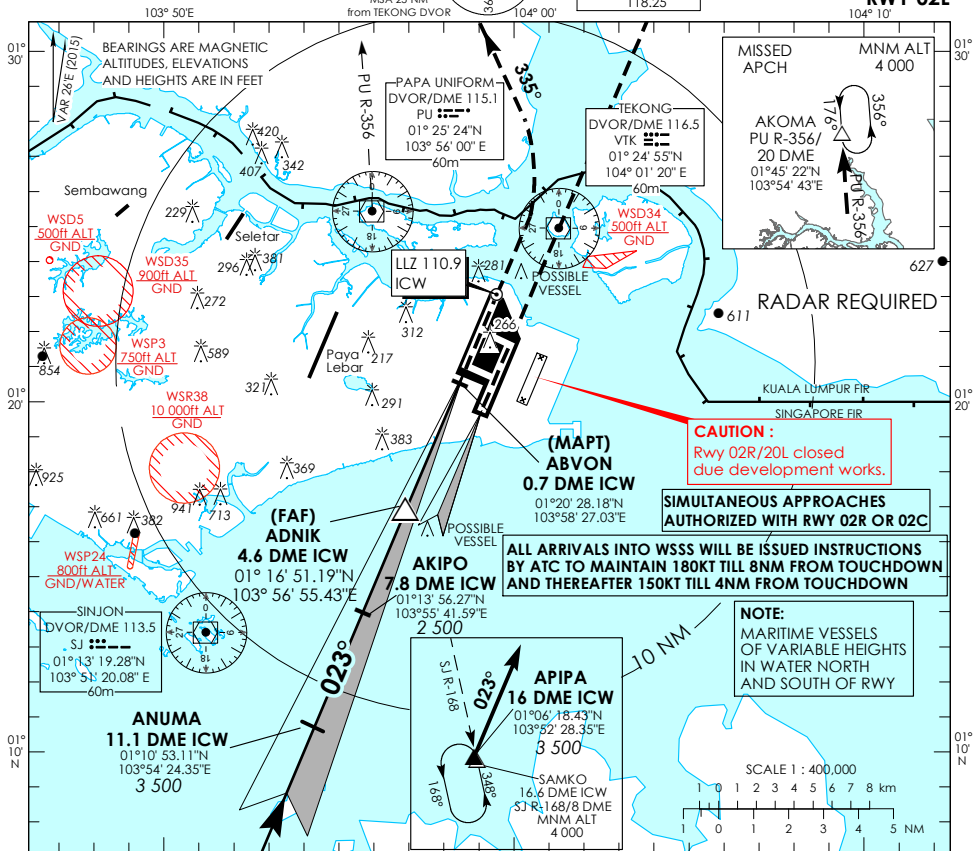 MSA 25 NM
from TEKONG DVOR
118.25
RWY 02L
103° 50'E
104° 00'
104° 10'
01°
30'
01°
30'
VAR 26'E (2015)
BEARINGS ARE MAGNETIC
ALTITUDES, ELEVATIONS
AND HEIGHTS ARE IN FEET
PU R-356
PAPA UNIFORM
DVOR/DME 115.1
PU
01° 25' 24"N
103° 56' 00" E
60m
335°
TEKONG
DVOR/DME 116.5
VTK
01° 24' 55"N
104° 01' 20" E
60m
MISSED
APCH
MNM ALT
4 000
176°
356°
AKOMA
PU R-356/
20 DME
01°45' 22"N
103°54' 43"E
PU R-356
420
407
342
Sembawang
229
Seletar
WSD5
500ft ALT
GND
WSD35
900ft ALT
GND
296
381
272
0
9
18
27
0
9
18
WSD34
500ft ALT
GND
627
LLZ 110.9
ICW
281
POSSIBLE
VESSEL
RADAR REQUIRED
611
312
266
854
WSP3
750ft ALT
GND
589
Paya
Lebar
217
321
291
KUALA LUMPUR FIR
SINGAPORE FIR
01°
20'
01°
20'
WSR38
10 000ft ALT
GND
383
CAUTION :
Rwy 02R/20L closed
due development works.
(MAPT)
ABVON
0.7 DME ICW
01°20' 28.18"N
103°58' 27.03"E
925
369
941
713
661
382
SIMULTANEOUS APPROACHES
AUTHORIZED WITH RWY 02R OR 02C
(FAF)
ADNIK
4.6 DME ICW
01° 16' 51.19"N
103° 56' 55.43"E
POSSIBLE
VESSEL
WSP24
800ft ALT
GND/WATER
ALL ARRIVALS INTO WSSS WILL BE ISSUED INSTRUCTIONS
BY ATC TO MAINTAIN 180KT TILL 8NM FROM TOUCHDOWN
AND THEREAFTER 150KT TILL 4NM FROM TOUCHDOWN
AKIPO
7.8 DME ICW
01°13' 56.27"N
103°55' 41.59"E
2 500
SINJON
DVOR/DME 113.5
SJ
01°13' 19.28"N
103° 51' 20.08" E
60m
0
9
18
27
NOTE:
MARITIME VESSELS
OF VARIABLE HEIGHTS
IN WATER NORTH
AND SOUTH OF RWY
10 NM
023°
SJ R-168
023°
APIPA
16 DME ICW
01°06' 18.43"N
103°52' 28.35"E
3 500
ANUMA
11.1 DME ICW
01°10' 53.11"N
103°54' 24.35"E
3 500
168°
348°
SAMKO
16.6 DME ICW
SJ R-168/8 DME
MNM ALT
4 000
01°
10'
N
01°
10'
N
SCALE 1 : 400,000
1 0 1 2 3 4 5 6 7 8 km
1 0 1 2 3 4 5 NM